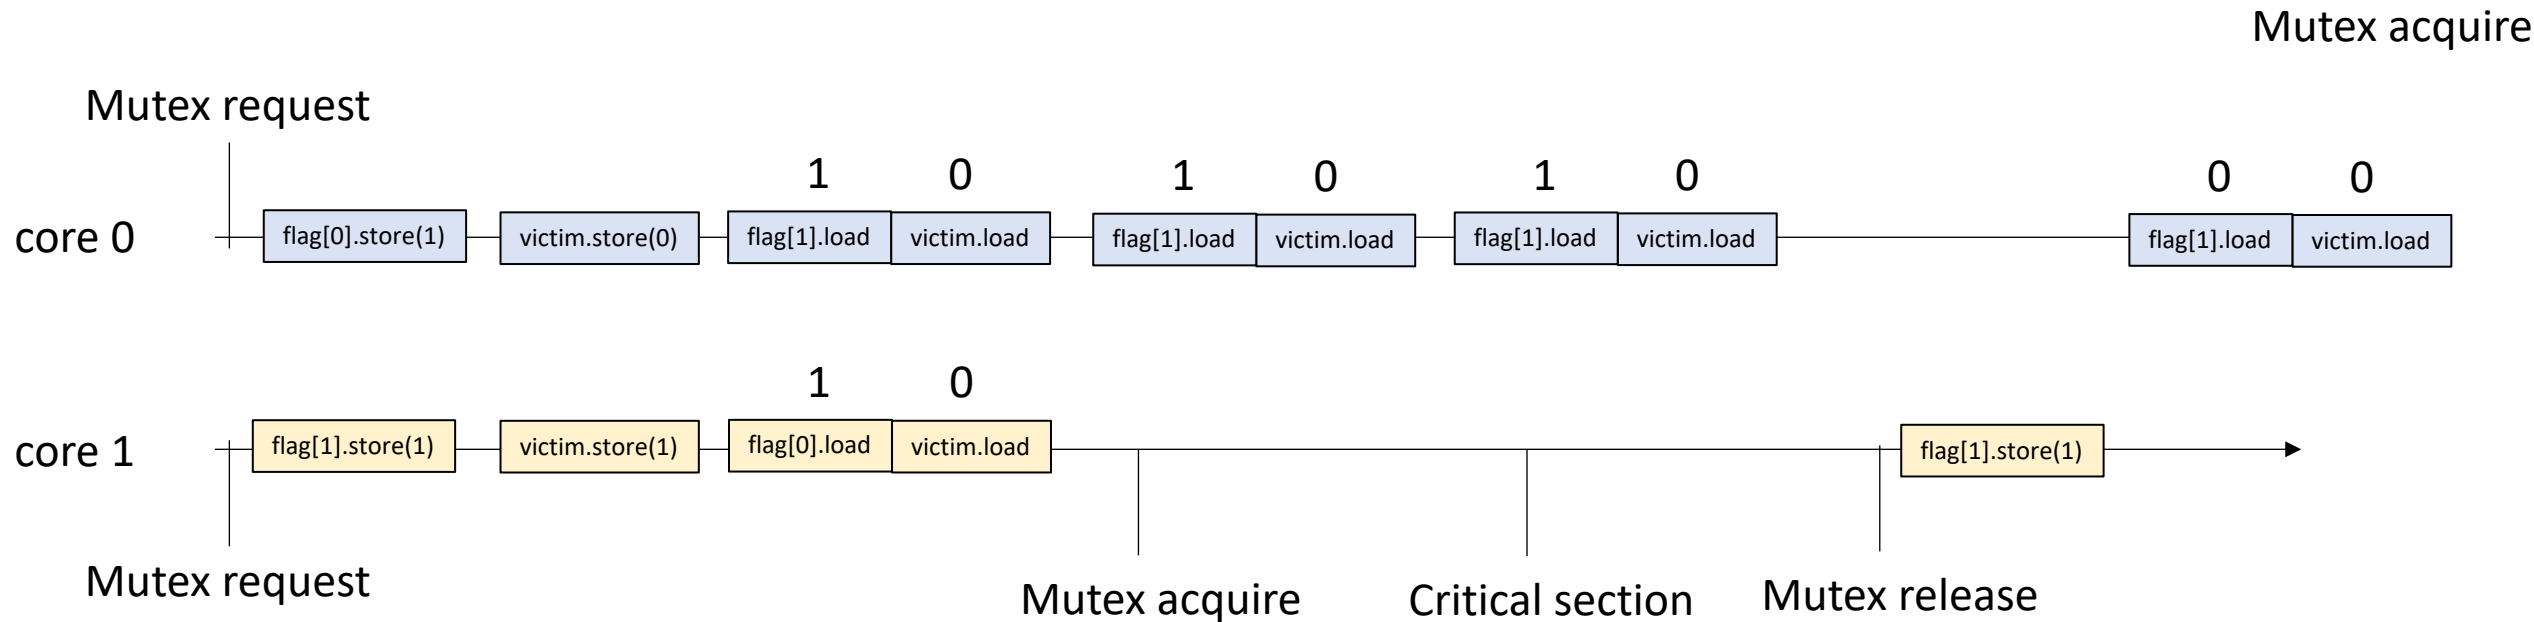 Mutex acquire
Mutex request
1 0 1 0 1 0 0 0
core 0 flag[0].store(1) victim.store(0) flag[1].load victim.load flag[1].load victim.load flag[1].load victim.load flag[1].load victim.load
1 0
core 1 flag[1].store(1) victim.store(1) flag[0].load victim.load flag[1].store(1)
Mutex request Mutex acquire Critical section Mutex release